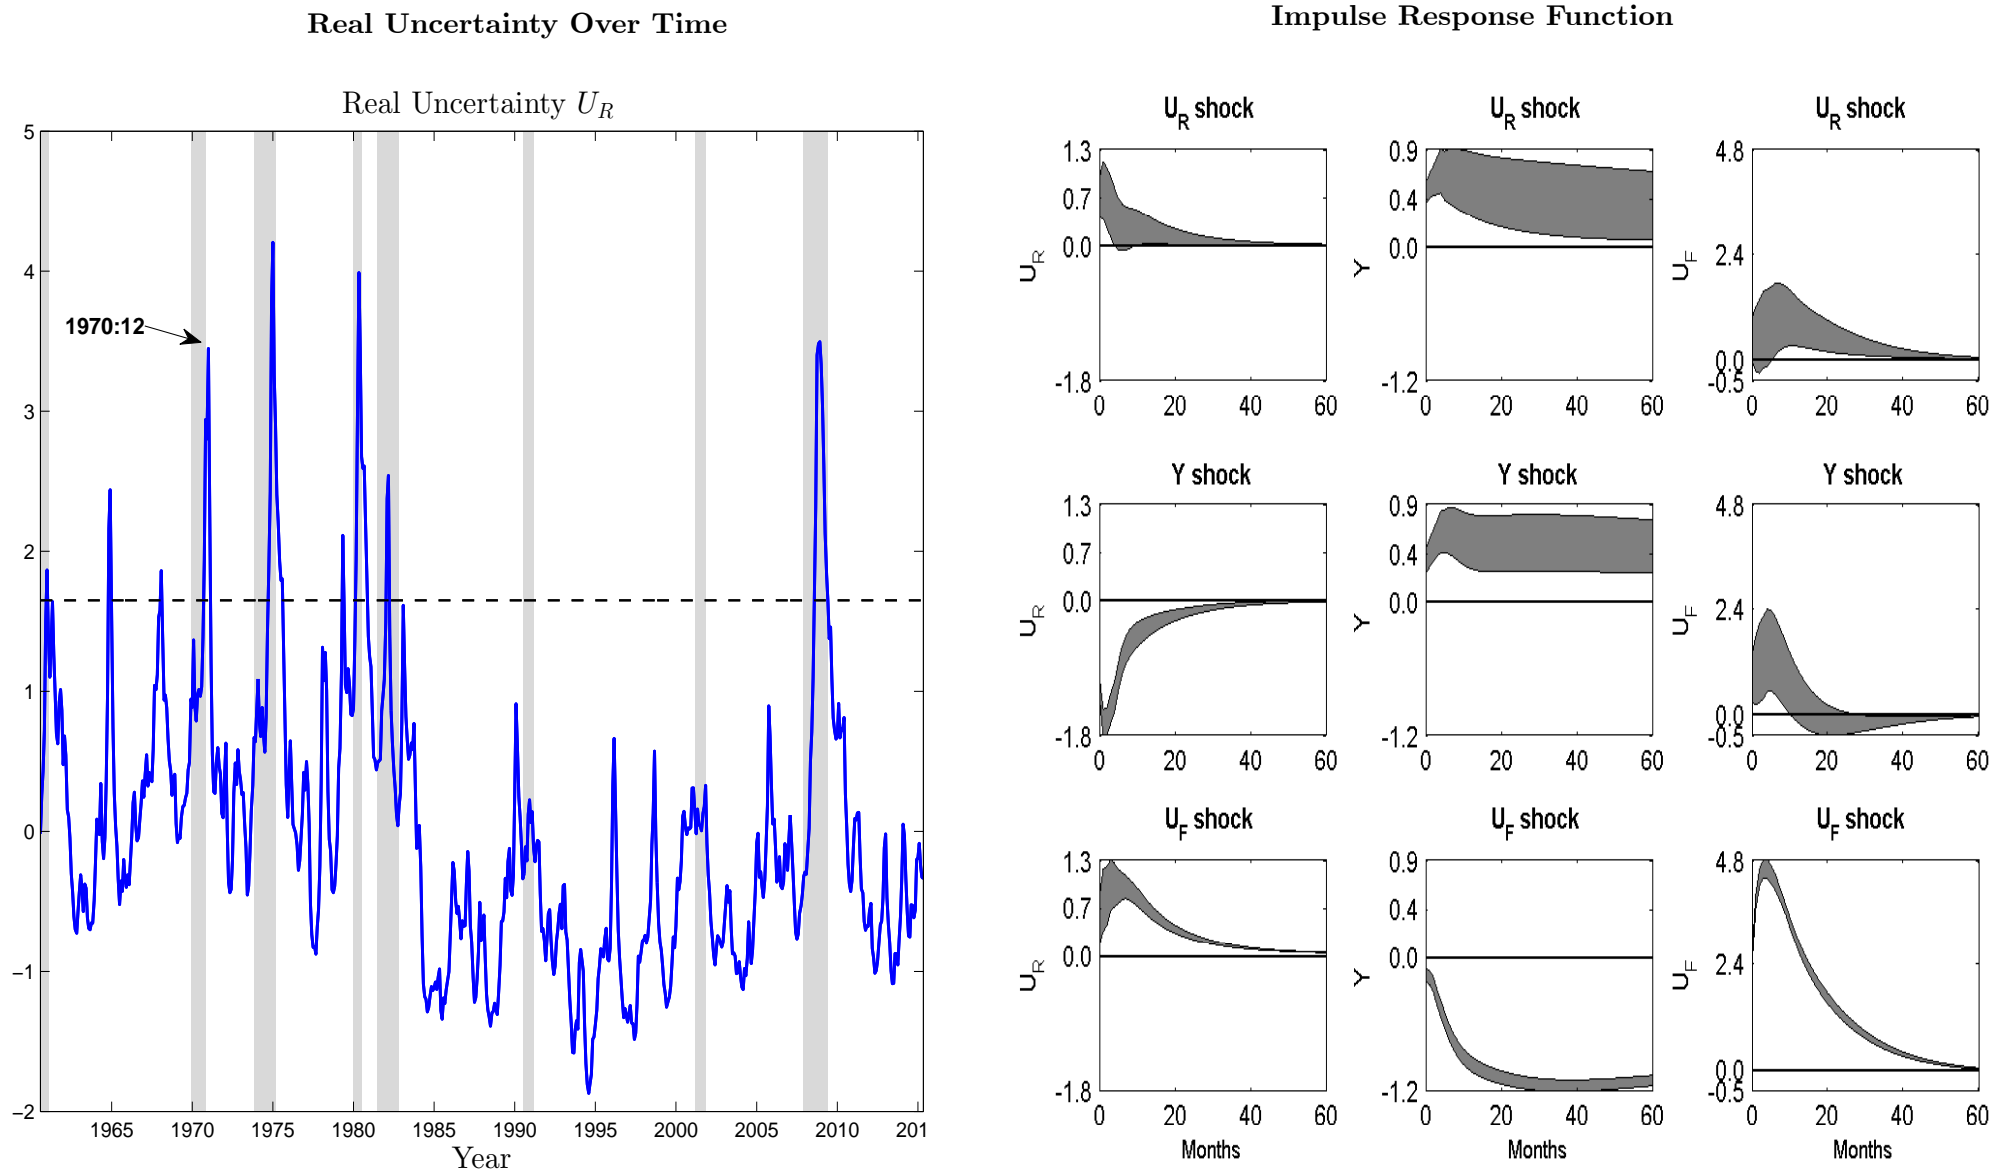 Real Uncertainty Over Time
Real Uncertainty U_R
5
4
3
2
1
0
−1
−2
1970:12
1965 1970 1975 1980 1985 1990 1995 2000 2005 2010 201
Year
Impulse Response Function
U_R shock U_R shock U_R shock
1.3 0.9 4.8
0.7 0.4 2.4
0.0 0.0 0.0
-1.8 -1.2 -0.5
U_R Y U_F
0 20 40 60 0 20 40 60 0 20 40 60
Y shock Y shock Y shock
1.3 0.9 4.8
0.7 0.4 2.4
0.0 0.0 0.0
-1.8 -1.2 -0.5
U_R Y U_F
0 20 40 60 0 20 40 60 0 20 40 60
U_F shock U_F shock U_F shock
1.3 0.9 4.8
0.7 0.4 2.4
0.0 0.0 0.0
-1.8 -1.2 -0.5
U_R Y U_F
0 20 40 60 0 20 40 60 0 20 40 60
Months Months Months